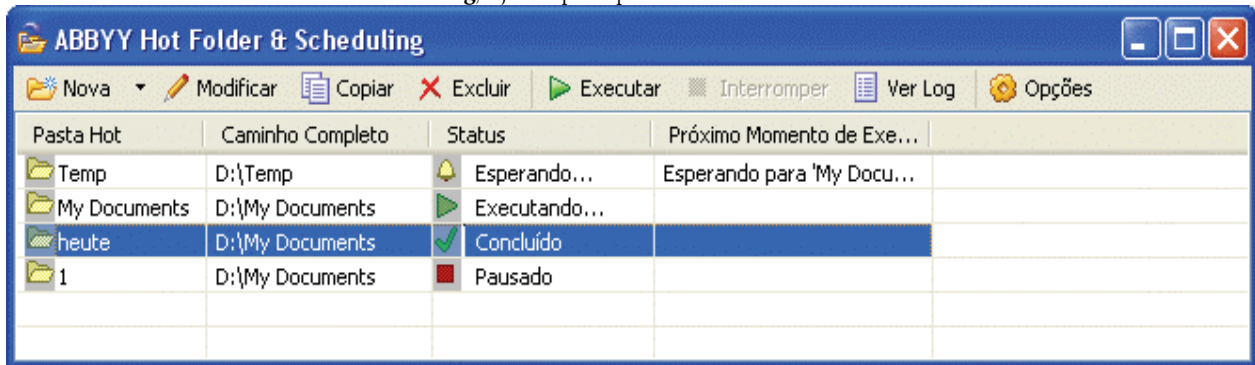 ABBYY Hot Folder & Scheduling
Nova Modificar Copiar Excluir Executar Interromper Ver Log Opções
Pasta Hot Caminho Completo Status Próximo Momento de Exe...
Temp D:\Temp Esperando... Esperando para 'My Docu...
My Documents D:\My Documents Executando...
heute D:\My Documents Concluído
1 D:\My Documents Pausado